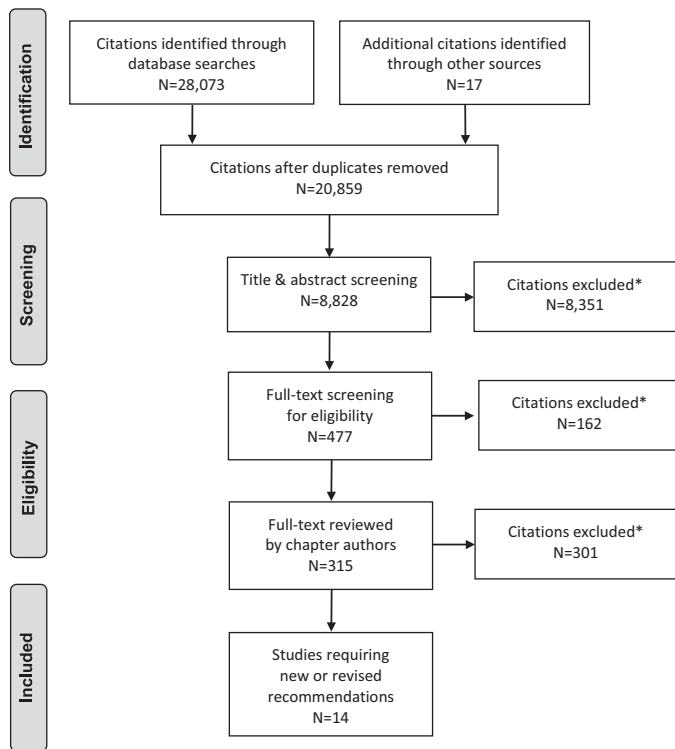 Identification
Citations identified through
database searches
N=28,073
Additional citations identified
through other sources
N=17
Citations after duplicates removed
N=20,859
Screening
Title & abstract screening
N=8,828
Citations excluded*
N=8,351
Eligibility
Full-text screening
for eligibility
N=477
Citations excluded*
N=162
Full-text reviewed
by chapter authors
N=315
Citations excluded*
N=301
Included
Studies requiring
new or revised
recommendations
N=14